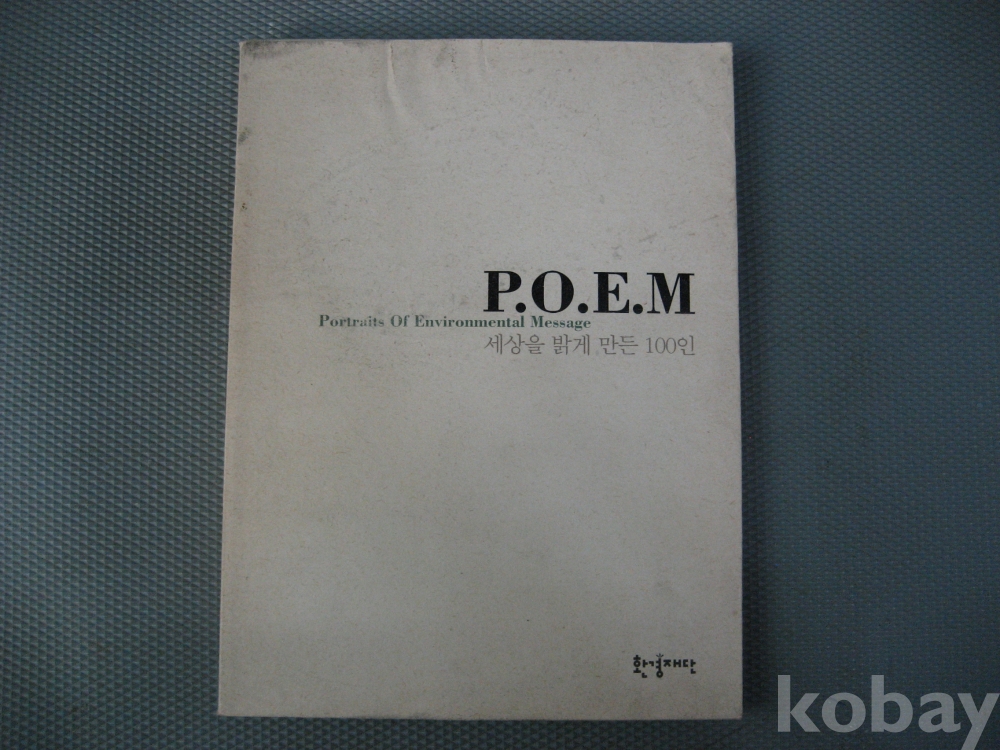 P.O.E.M
Portraits Of Environmental Message
세상을 밝게 만든 100인
환경재단
kobay